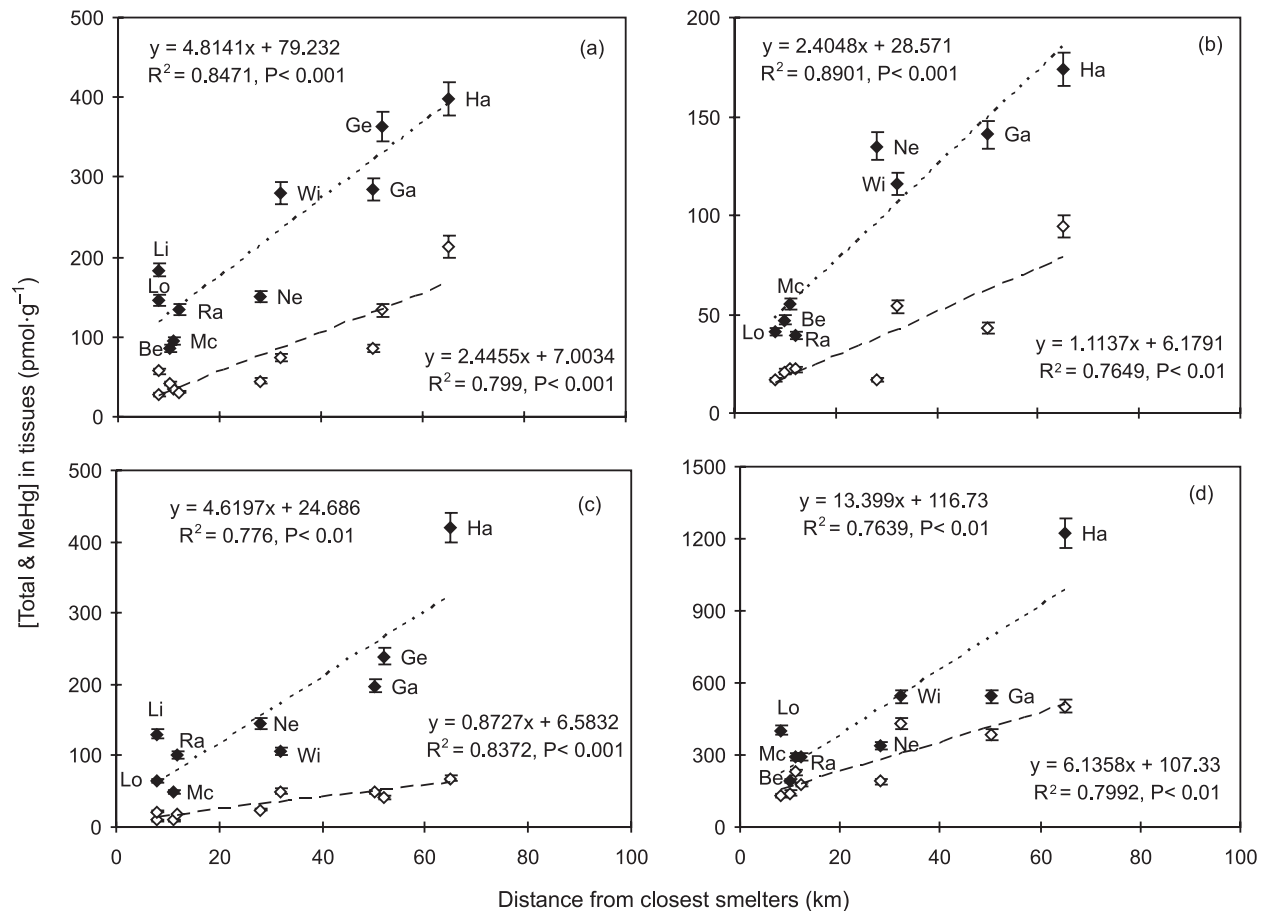 [Total & MeHg] in tissues (pmol·g⁻¹)
500
400
300
200
100
0
y = 4.8141x + 79.232
R² = 0.8471, P< 0.001
(a)
Ha
Ge
Wi
Ga
Li
Lo
Ra
Ne
Be
Mc
y = 2.4455x + 7.0034
R² = 0.799, P< 0.001
200
150
100
50
0
y = 2.4048x + 28.571
R² = 0.8901, P< 0.001
(b)
Ha
Ne
Ga
Wi
Mc
Be
Lo
Ra
y = 1.1137x + 6.1791
R² = 0.7649, P< 0.01
0 20 40 60 80 100
500
400
300
200
100
0
y = 4.6197x + 24.686
R² = 0.776, P< 0.01
(c)
Ha
Ge
Ga
Li
Ra
Ne
Wi
Lo
Mc
y = 0.8727x + 6.5832
R² = 0.8372, P< 0.001
0 20 40 60 80 100
1500
1200
900
600
300
0
y = 13.399x + 116.73
R² = 0.7639, P< 0.01
(d)
Ha
Lo
Wi
Ga
Mc
Ra
Ne
Be
y = 6.1358x + 107.33
R² = 0.7992, P< 0.01
0 20 40 60 80 100
Distance from closest smelters (km)